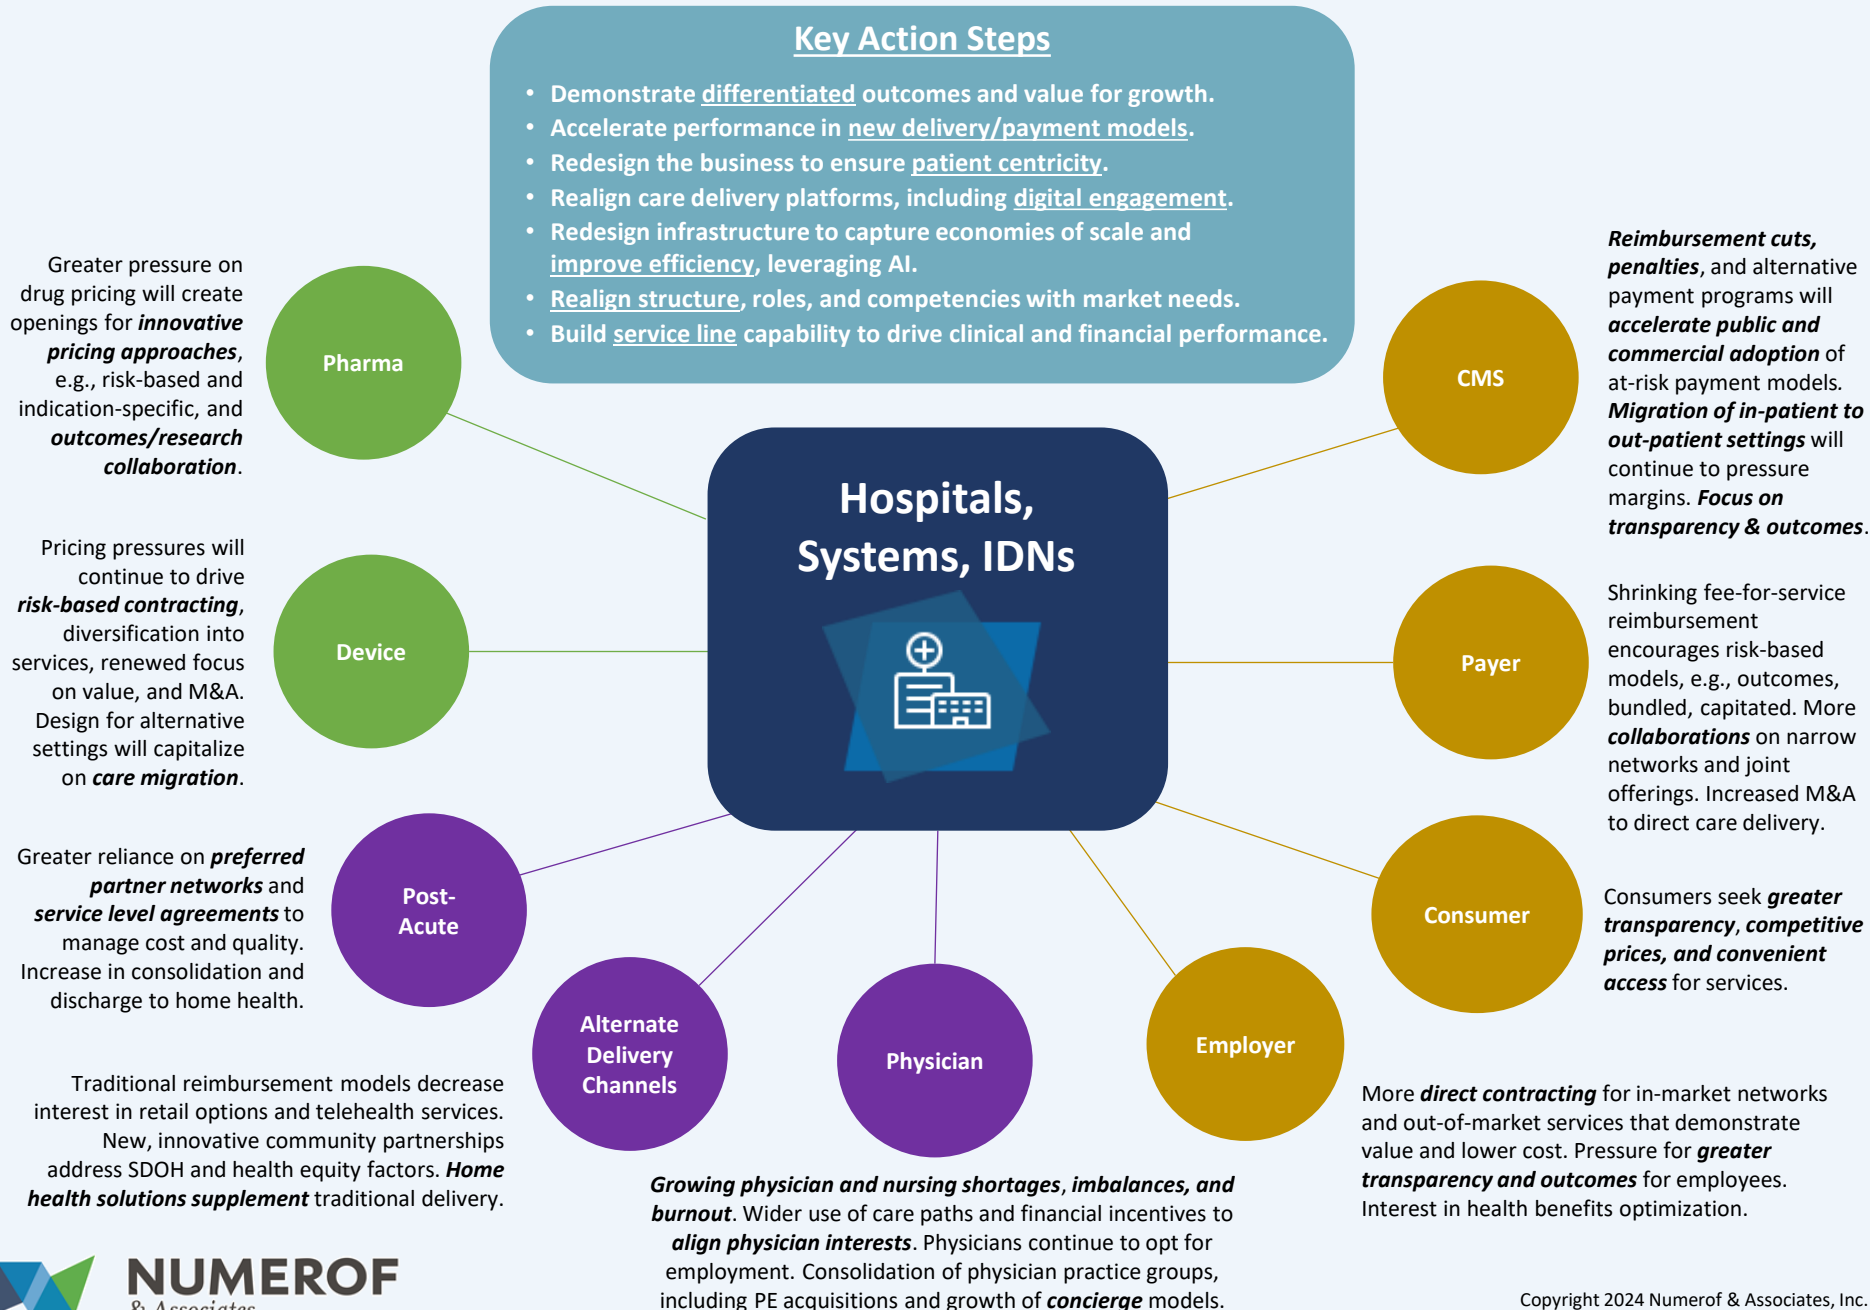 Key Action Steps
• Demonstrate differentiated outcomes and value for growth.
• Accelerate performance in new delivery/payment models.
• Redesign the business to ensure patient centricity.
• Realign care delivery platforms, including digital engagement.
• Redesign infrastructure to capture economies of scale and
improve efficiency, leveraging AI.
• Realign structure, roles, and competencies with market needs.
• Build service line capability to drive clinical and financial performance.
Greater pressure on
drug pricing will create
openings for innovative
pricing approaches,
e.g., risk-based and
indication-specific, and
outcomes/research
collaboration.
Pharma
CMS
Reimbursement cuts,
penalties, and alternative
payment programs will
accelerate public and
commercial adoption of
at-risk payment models.
Migration of in-patient to
out-patient settings will
continue to pressure
margins. Focus on
transparency & outcomes.
Hospitals,
Systems, IDNs
Pricing pressures will
continue to drive
risk-based contracting,
diversification into
services, renewed focus
on value, and M&A.
Design for alternative
settings will capitalize
on care migration.
Device
Payer
Shrinking fee-for-service
reimbursement
encourages risk-based
models, e.g., outcomes,
bundled, capitated. More
collaborations on narrow
networks and joint
offerings. Increased M&A
to direct care delivery.
Greater reliance on preferred
partner networks and
service level agreements to
manage cost and quality.
Increase in consolidation and
discharge to home health.
Post-
Acute
Consumer
Consumers seek greater
transparency, competitive
prices, and convenient
access for services.
Alternate
Delivery
Channels
Physician
Employer
Traditional reimbursement models decrease
interest in retail options and telehealth services.
New, innovative community partnerships
address SDOH and health equity factors. Home
health solutions supplement traditional delivery.
More direct contracting for in-market networks
and out-of-market services that demonstrate
value and lower cost. Pressure for greater
transparency and outcomes for employees.
Interest in health benefits optimization.
Growing physician and nursing shortages, imbalances, and
burnout. Wider use of care paths and financial incentives to
align physician interests. Physicians continue to opt for
employment. Consolidation of physician practice groups,
including PE acquisitions and growth of concierge models.
NUMEROF
& Associates
Copyright 2024 Numerof & Associates, Inc.